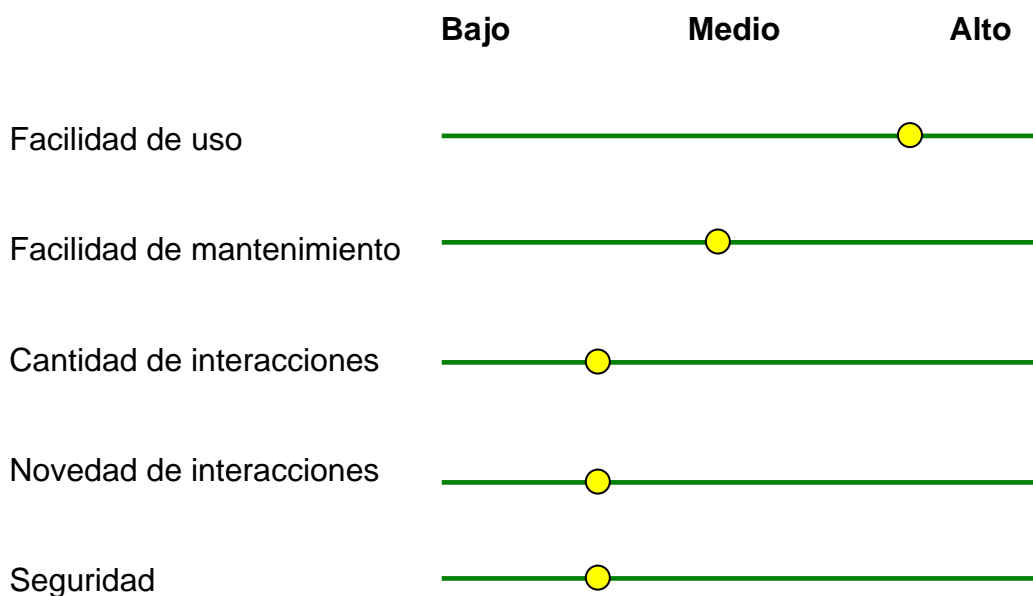 Bajo Medio Alto
Facilidad de uso
Facilidad de mantenimiento
Cantidad de interacciones
Novedad de interacciones
Seguridad